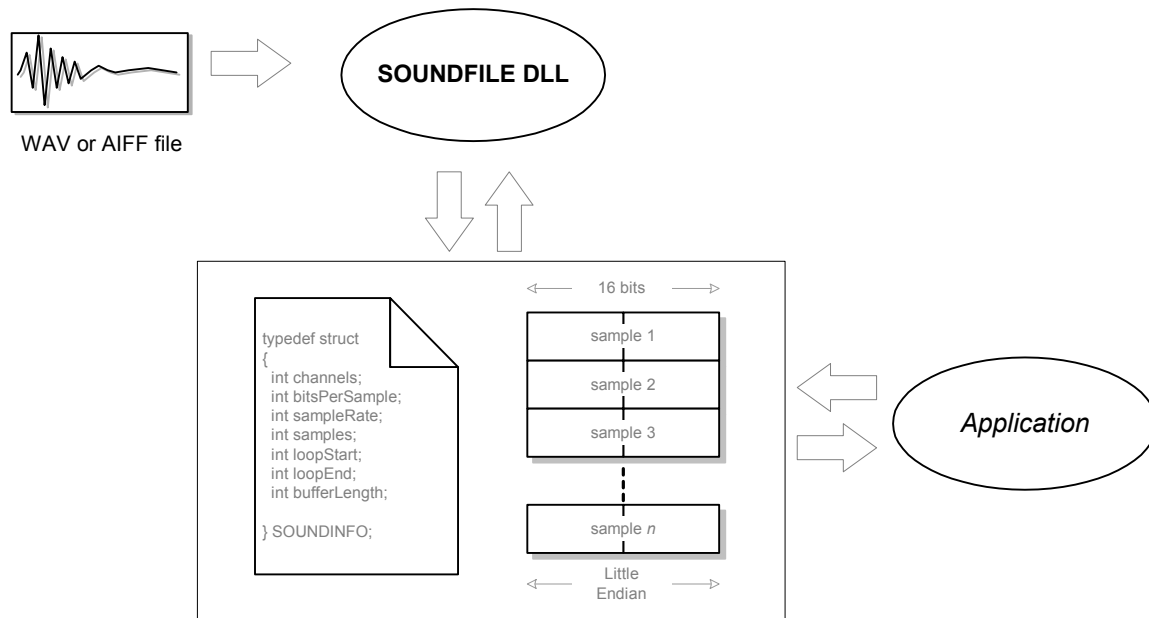 SOUNDFILE DLL
WAV or AIFF file
typedef struct
{
int channels;
int bitsPerSample;
int sampleRate;
int samples;
int loopStart;
int loopEnd;
int bufferLength;
} SOUNDINFO;
16 bits
sample 1
sample 2
sample 3
sample n
Little
Endian
Application